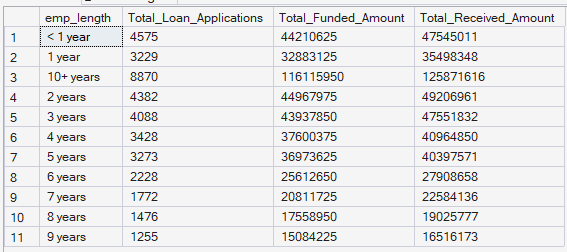 emp_length Total_Loan_Applications Total_Funded_Amount Total_Received_Amount
1 < 1 year 4575 44210625 47545011
2 1 year 3229 32883125 35498348
3 10+ years 8870 116115950 125871616
4 2 years 4382 44967975 49206961
5 3 years 4088 43937850 47551832
6 4 years 3428 37600375 40964850
7 5 years 3273 36973625 40397571
8 6 years 2228 25612650 27908658
9 7 years 1772 20811725 22584136
10 8 years 1476 17558950 19025777
11 9 years 1255 15084225 16516173